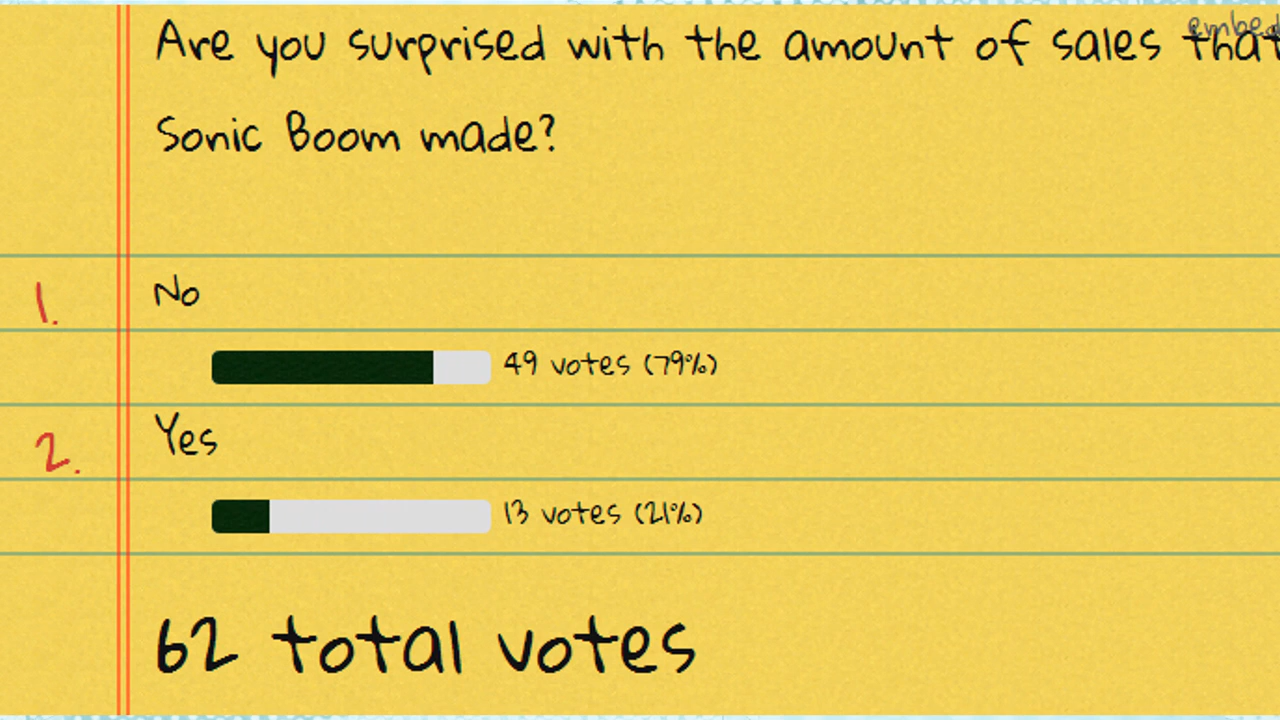 Are you surprised with the amount of sales that
Sonic Boom made?
1. No
49 votes (79%)
2. Yes
13 votes (21%)
62 total votes